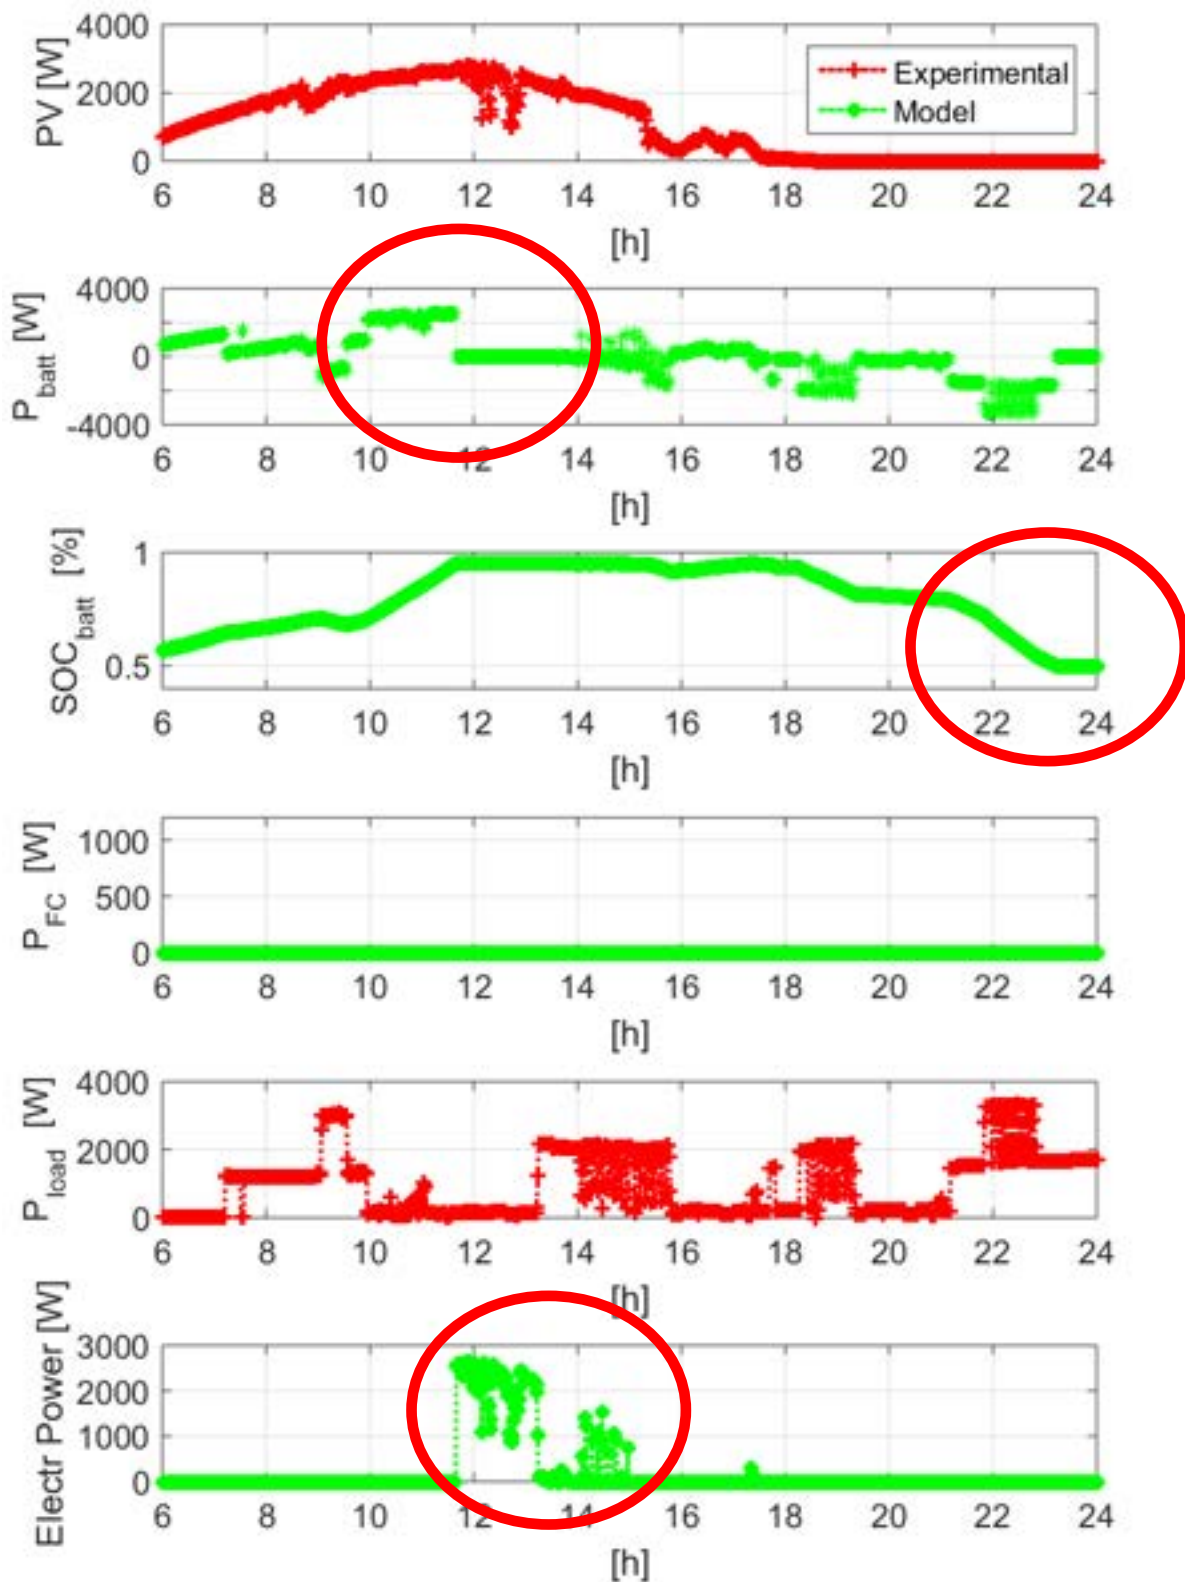 4000
2000
0
PV [W]
Experimental
Model
6 8 10 12 14 16 18 20 22 24
[h]
4000
0
-4000
P_batt [W]
6 8 10 12 14 16 18 20 22 24
[h]
1
0.5
SOC_batt [%]
6 8 10 12 14 16 18 20 22 24
[h]
1000
500
0
P_FC [W]
6 8 10 12 14 16 18 20 22 24
[h]
4000
2000
0
P_load [W]
6 8 10 12 14 16 18 20 22 24
[h]
3000
2000
1000
0
Electr Power [W]
6 8 10 12 14 16 18 20 22 24
[h]